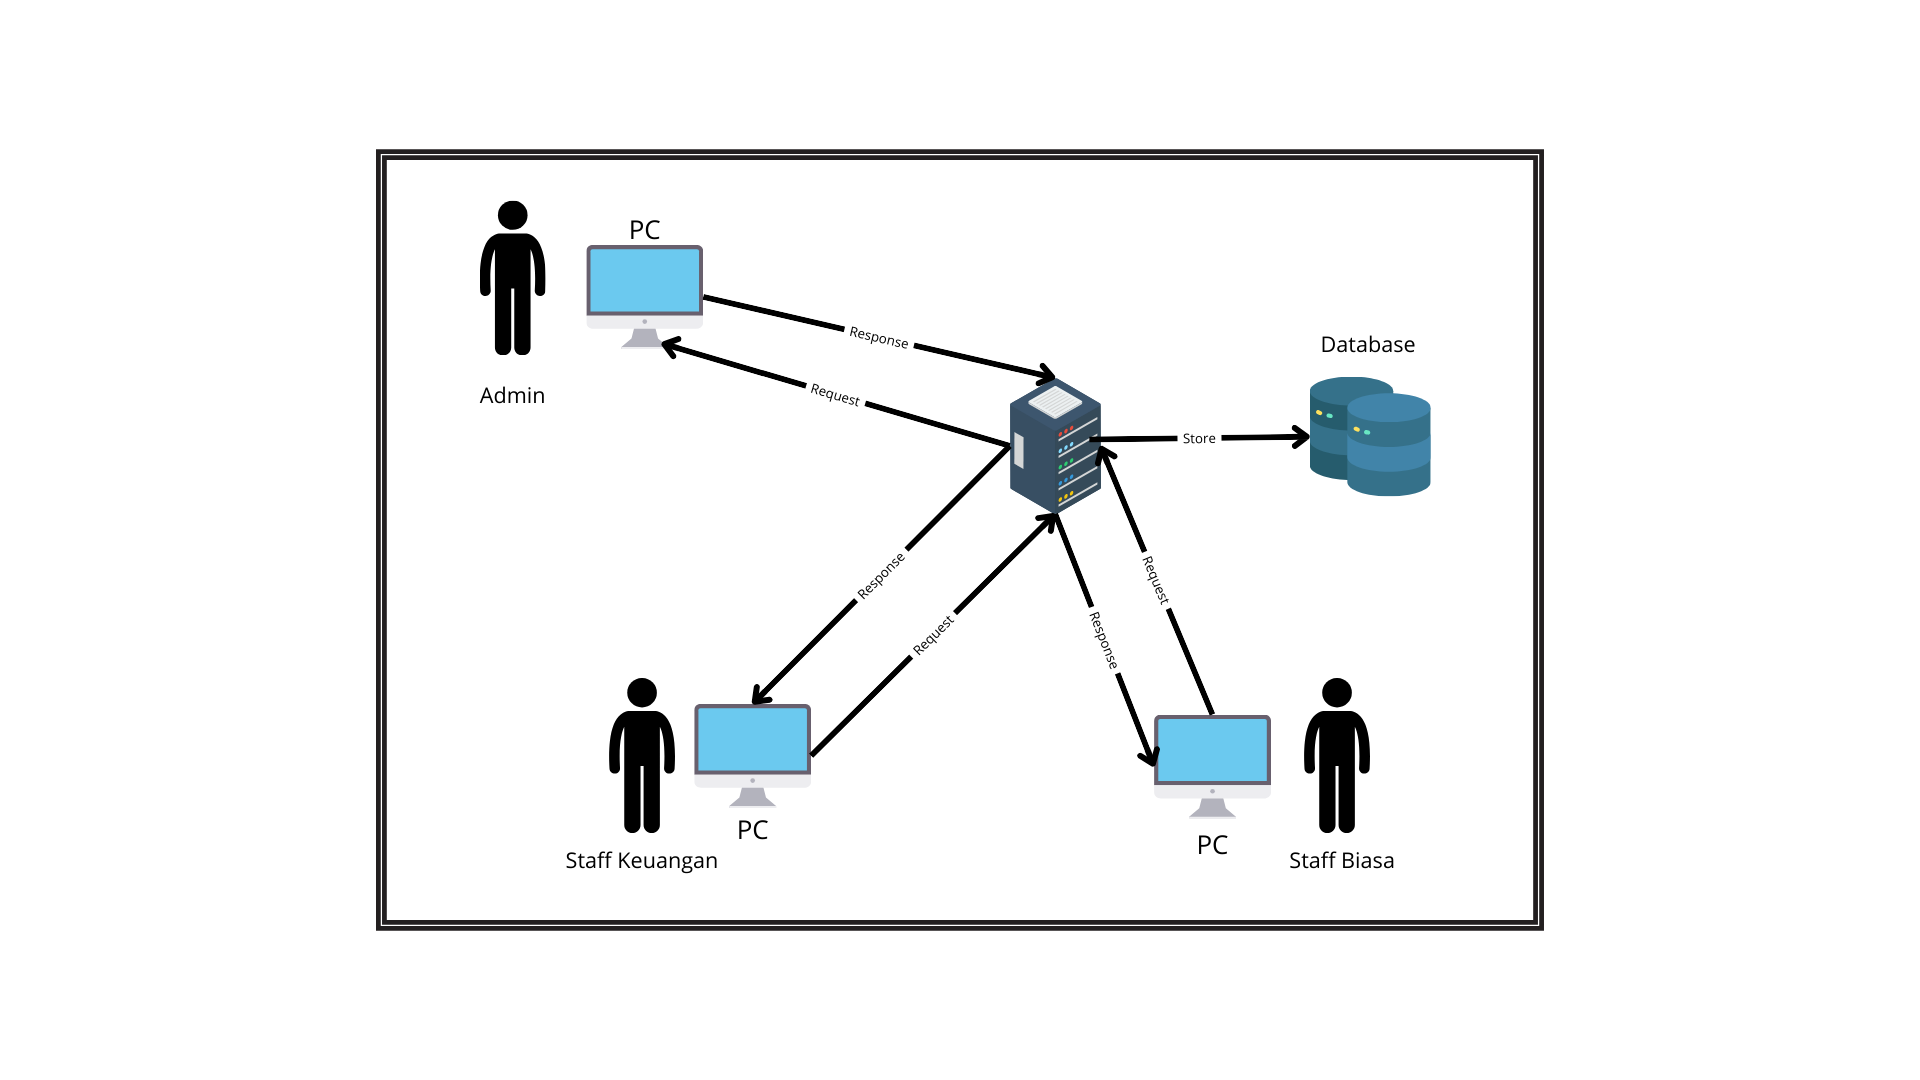 PC
Response
Database
Admin
Request
Store
Response
Request
Request
Response
PC
Staff Keuangan
PC
Staff Biasa